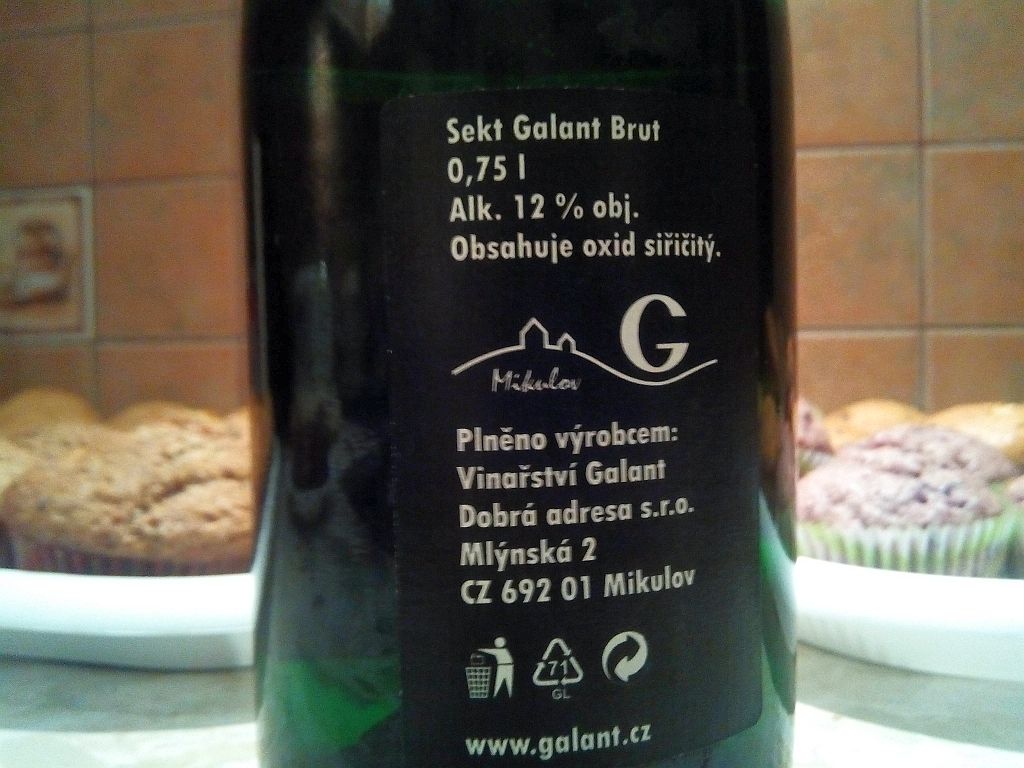 Sekt Galant Brut
0,75 l
Alk. 12 % obj.
Obsahuje oxid siřičitý.
G
Mikulov
Plněno výrobcem:
Vinařství Galant
Dobrá adresa s.r.o.
Mlýnská 2
CZ 692 01 Mikulov
71
GL
www.galant.cz